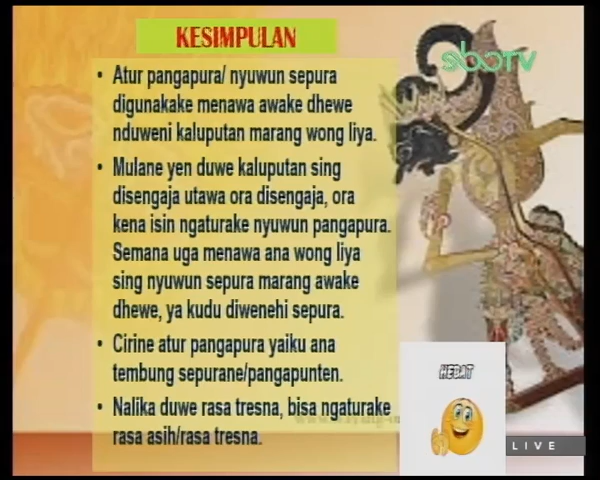 KESIMPULAN
sbotv
• Atur pangapura/ nyuwun sepura
digunakake menawa awake dhewe
nduweni kaluputan marang wong liya.
• Mulane yen duwe kaluputan sing
disengaja utawa ora disengaja, ora
kena isin ngaturake nyuwun pangapura.
Semana uga menawa ana wong liya
sing nyuwun sepura marang awake
dhewe, ya kudu diwenehi sepura.
• Cirine atur pangapura yaiku ana
tembung sepurane/pangapunten.
• Nalika duwe rasa tresna, bisa ngaturake
rasa asih/rasa tresna.
HEBAT
LIVE